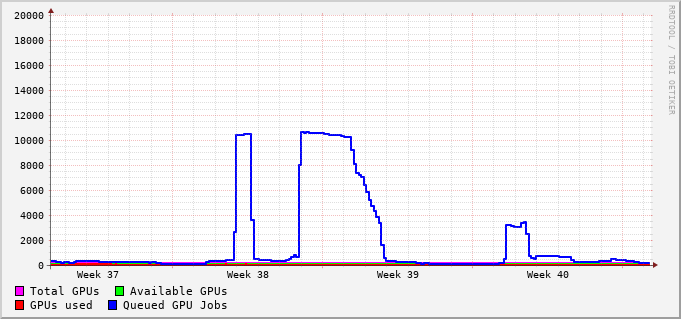 20000
18000
16000
14000
12000
10000
8000
6000
4000
2000
0
Week 37 Week 38 Week 39 Week 40
Total GPUs Available GPUs
GPUs used Queued GPU Jobs
RRDTOOL / TOBI OETIKER